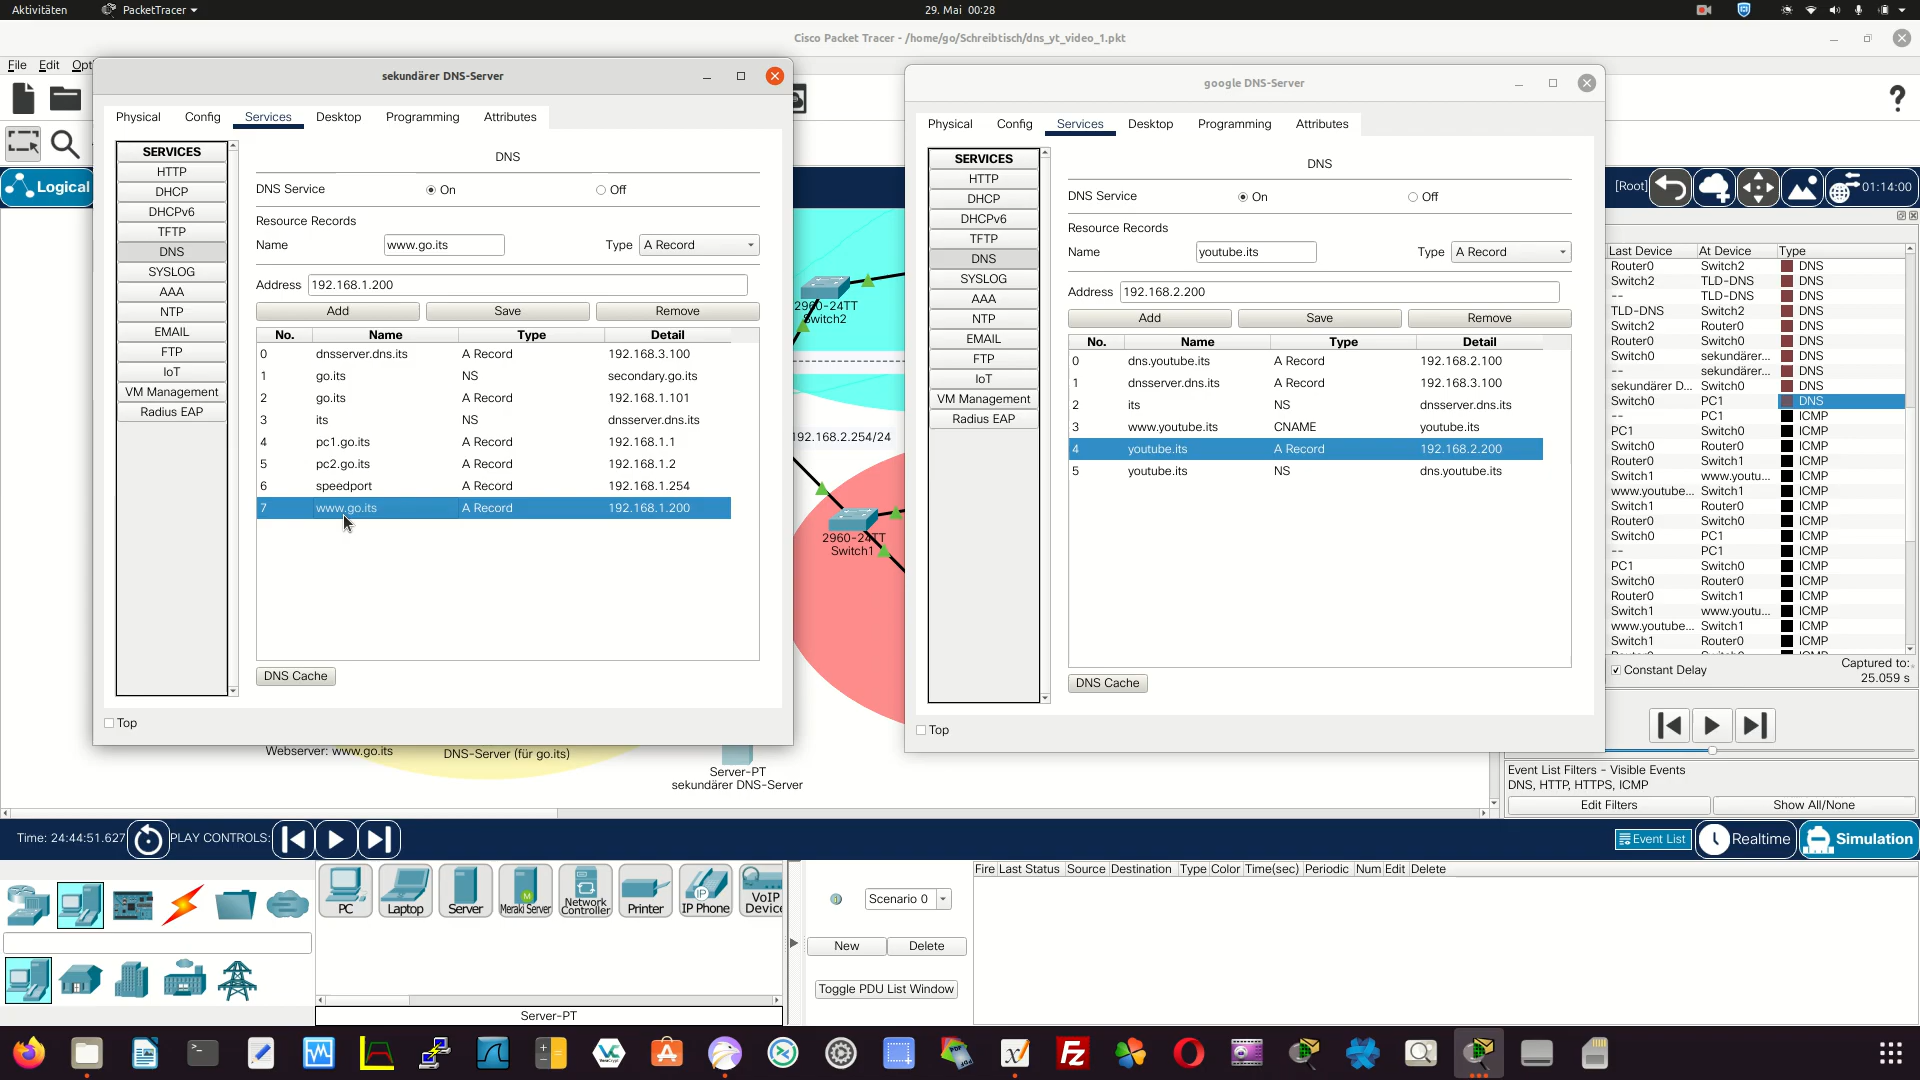 Aktivitäten
PacketTracer
29. Mai 00:28
Cisco Packet Tracer - /home/go/Schreibtisch/dns_yt_video_1.pkt
File Edit Opt
sekundärer DNS-Server
Physical Config Services Desktop Programming Attributes
SERVICES
HTTP
DHCP
DHCPv6
TFTP
DNS
SYSLOG
AAA
NTP
EMAIL
FTP
IoT
VM Management
Radius EAP
DNS
DNS Service On Off
Resource Records
Name www.go.its Type A Record
Address 192.168.1.200
Add Save Remove
No. Name Type Detail
0 dnsserver.dns.its A Record 192.168.3.100
1 go.its NS secondary.go.its
2 go.its A Record 192.168.1.101
3 its NS dnsserver.dns.its
4 pc1.go.its A Record 192.168.1.1
5 pc2.go.its A Record 192.168.1.2
6 speedport A Record 192.168.1.254
7 www.go.its A Record 192.168.1.200
DNS Cache
Top
google DNS-Server
Physical Config Services Desktop Programming Attributes
SERVICES
HTTP
DHCP
DHCPv6
TFTP
DNS
SYSLOG
AAA
NTP
EMAIL
FTP
IoT
VM Management
Radius EAP
DNS
DNS Service On Off
Resource Records
Name youtube.its Type A Record
Address 192.168.2.200
Add Save Remove
No. Name Type Detail
0 dns.youtube.its A Record 192.168.2.100
1 dnsserver.dns.its A Record 192.168.3.100
2 its NS dnsserver.dns.its
3 www.youtube.its CNAME youtube.its
4 youtube.its A Record 192.168.2.200
5 youtube.its NS dns.youtube.its
DNS Cache
Top
Logical
[Root]
01:14:00
2960-24TT
Switch2
192.168.2.254/24
2960-24TT
Switch1
Webserver: www.go.its
DNS-Server (für go.its)
Server-PT
sekundärer DNS-Server
Last Device At Device Type
Router0 Switch2 DNS
Switch2 TLD-DNS DNS
-- TLD-DNS DNS
TLD-DNS Switch2 DNS
Switch2 Router0 DNS
Router0 Switch0 DNS
Switch0 sekundärer... DNS
-- sekundärer... DNS
sekundärer D... Switch0 DNS
Switch0 PC1 DNS
-- PC1 ICMP
PC1 Switch0 ICMP
Switch0 Router0 ICMP
Router0 Switch1 ICMP
Switch1 www.youtu... ICMP
www.youtube... Switch1 ICMP
Switch1 Router0 ICMP
Router0 Switch0 ICMP
Switch0 PC1 ICMP
-- PC1 ICMP
PC1 Switch0 ICMP
Switch0 Router0 ICMP
Router0 Switch1 ICMP
Switch1 www.youtu... ICMP
www.youtube... Switch1 ICMP
Switch1 Router0 ICMP
Constant Delay
Captured to:
25.059 s
Event List Filters - Visible Events
DNS, HTTP, HTTPS, ICMP
Edit Filters Show All/None
Time: 24:44:51.627 PLAY CONTROLS:
Event List Realtime Simulation
PC
Laptop
Server
Meraki Server
Network Controller
Printer
IP Phone
VoIP Device
Server-PT
Scenario 0
New Delete
Toggle PDU List Window
Fire Last Status Source Destination Type Color Time(sec) Periodic Num Edit Delete